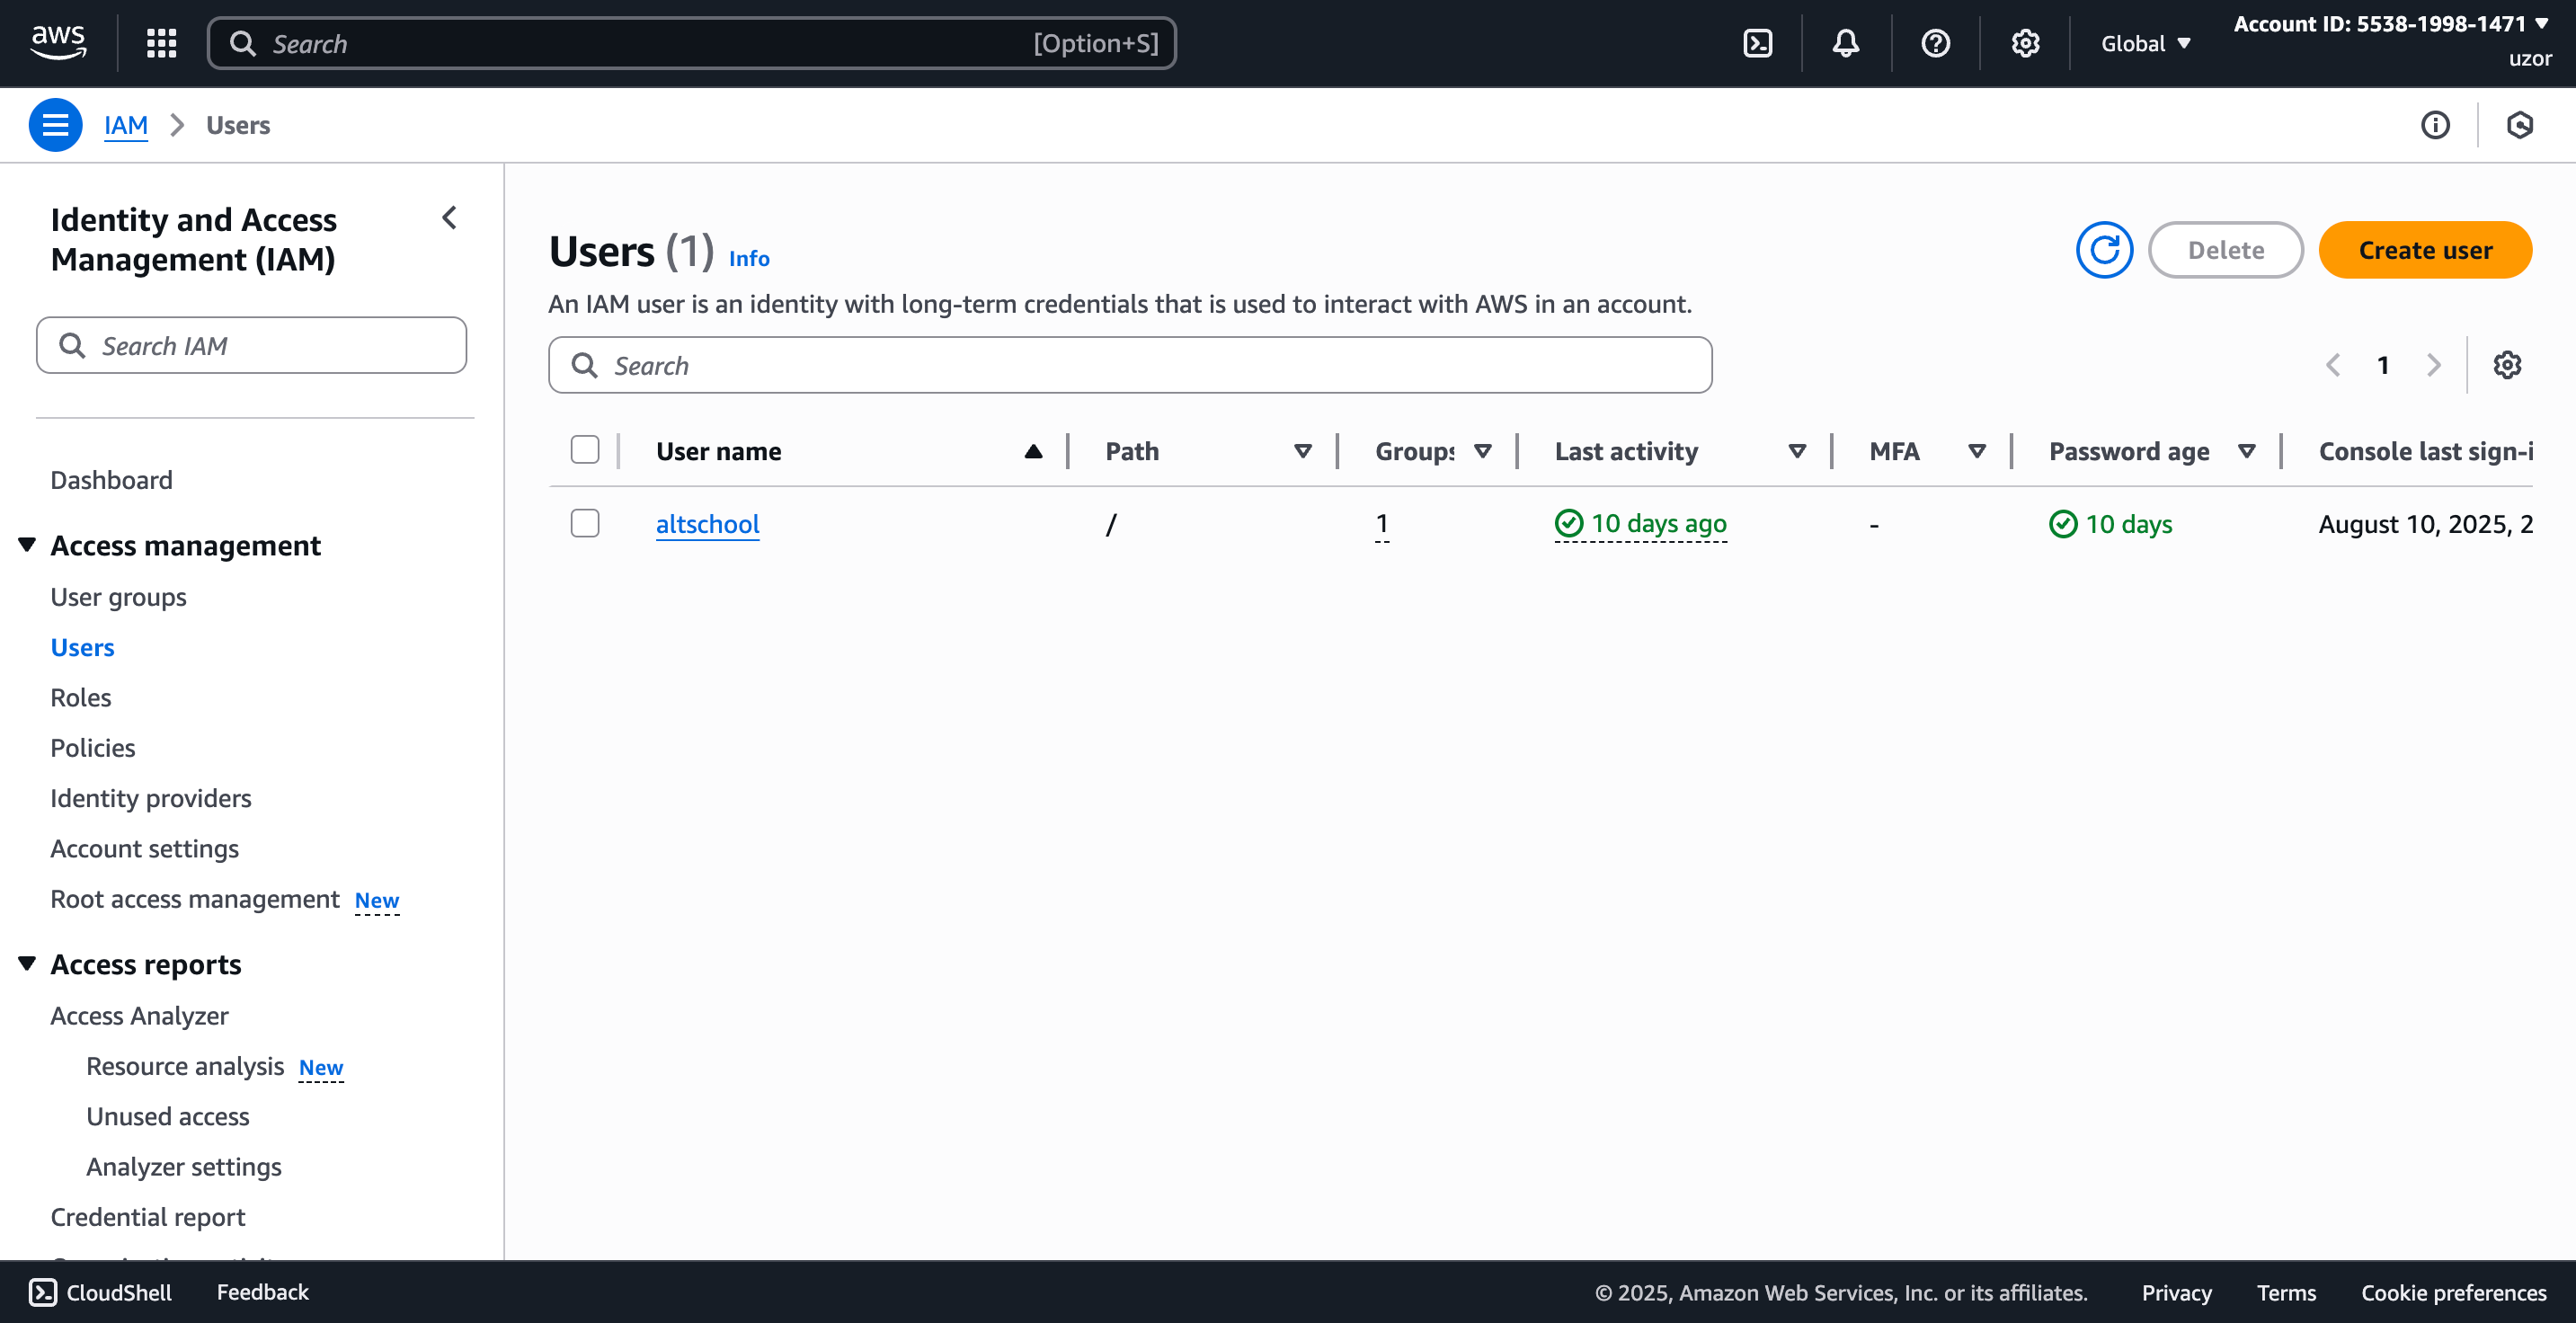 aws
Search
[Option+S]
Global
Account ID: 5538-1998-1471
uzor
IAM
Users
Identity and Access
Management (IAM)
Search IAM
Dashboard
Access management
User groups
Users
Roles
Policies
Identity providers
Account settings
Root access management New
Access reports
Access Analyzer
Resource analysis New
Unused access
Analyzer settings
Credential report
Users (1) Info
Delete
Create user
An IAM user is an identity with long-term credentials that is used to interact with AWS in an account.
Search
1
User name Path Groups Last activity MFA Password age Console last sign-i
altschool / 1 10 days ago - 10 days August 10, 2025, 2
CloudShell Feedback © 2025, Amazon Web Services, Inc. or its affiliates. Privacy Terms Cookie preferences